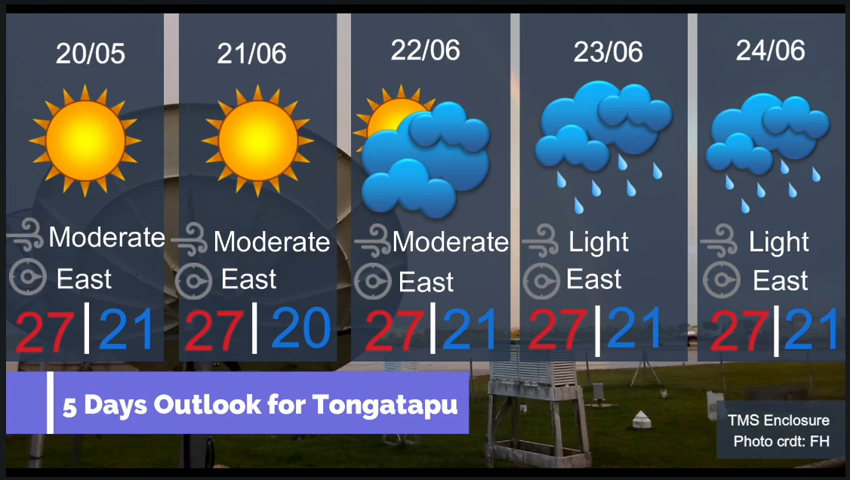 20/05 21/06 22/06 23/06 24/06
Moderate Moderate Moderate Light Light
East East East East East
27|21 27|20 27|21 27|21 27|21
5 Days Outlook for Tongatapu
TMS Enclosure
Photo crdt: FH